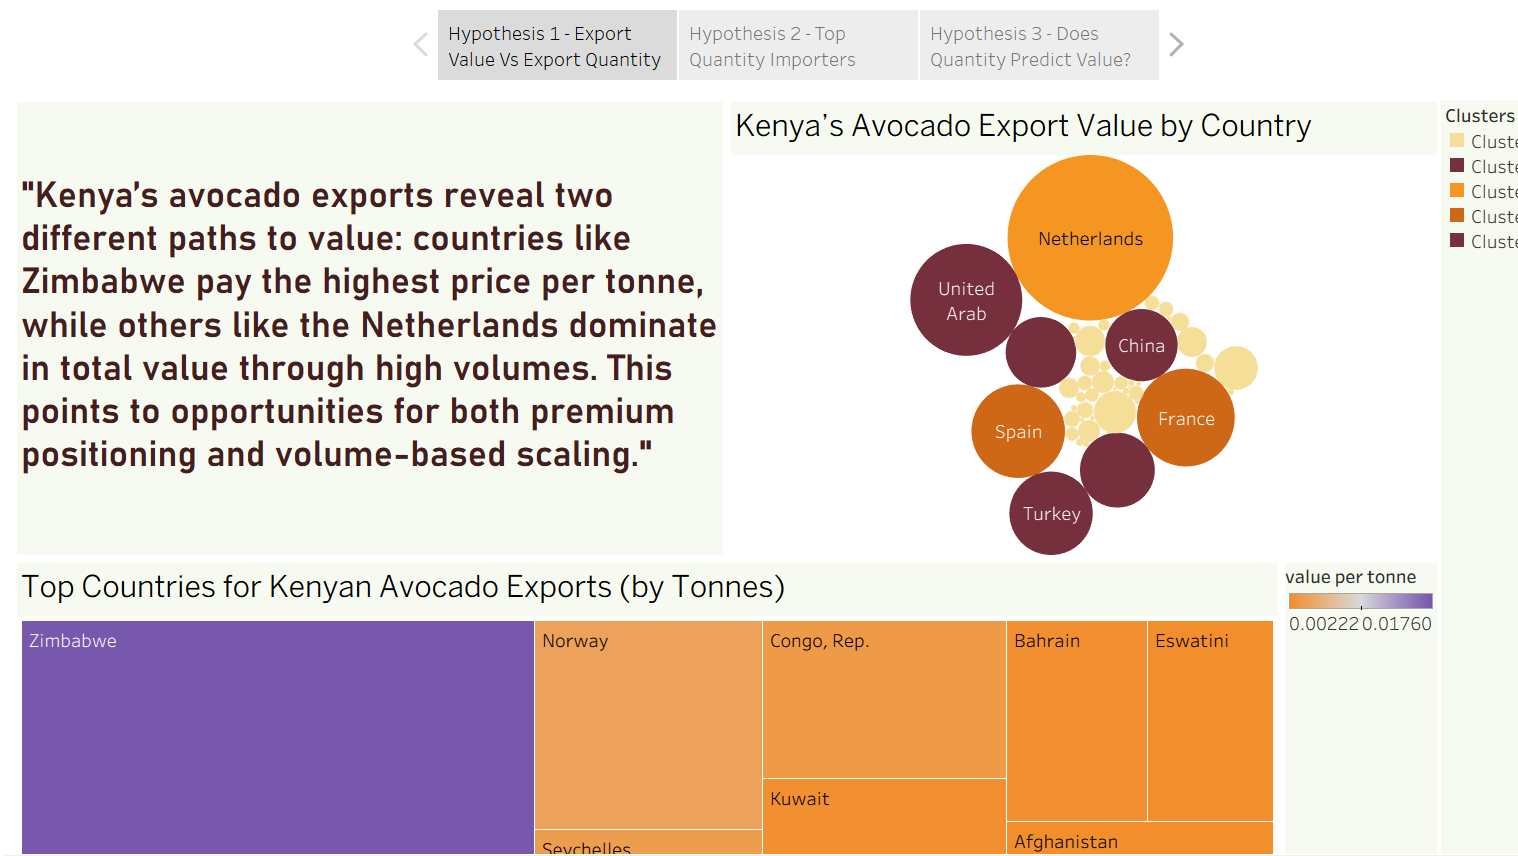 Hypothesis 1 - Export
Value Vs Export Quantity
Hypothesis 2 - Top
Quantity Importers
Hypothesis 3 - Does
Quantity Predict Value?
"Kenya's avocado exports reveal two
different paths to value: countries like
Zimbabwe pay the highest price per tonne,
while others like the Netherlands dominate
in total value through high volumes. This
points to opportunities for both premium
positioning and volume-based scaling."
Kenya's Avocado Export Value by Country
Netherlands
United
Arab
China
France
Spain
Turkey
Clusters
Cluste
Cluste
Cluste
Cluste
Cluste
Top Countries for Kenyan Avocado Exports (by Tonnes)
Zimbabwe
Norway
Seychelles
Congo, Rep.
Kuwait
Bahrain
Eswatini
Afghanistan
value per tonne
0.00222 0.01760